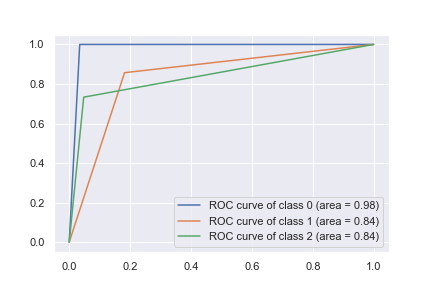 1.0
0.8
0.6
0.4
0.2
0.0
ROC curve of class 0 (area = 0.98)
ROC curve of class 1 (area = 0.84)
ROC curve of class 2 (area = 0.84)
0.0 0.2 0.4 0.6 0.8 1.0